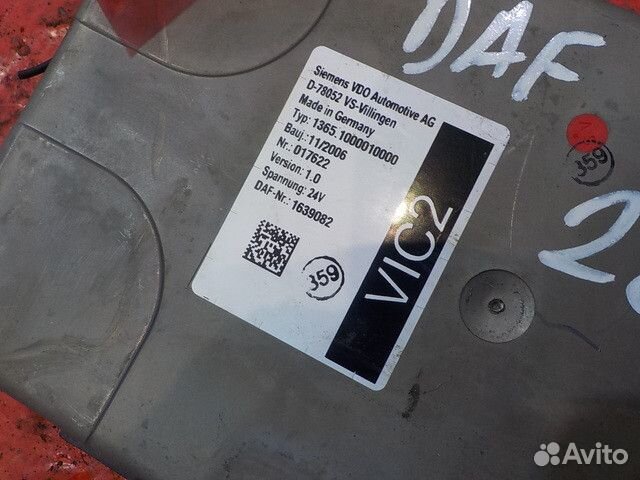 DAF
Siemens VDO Automotive AG
D-78052 VS-Villingen
Made in Germany
Typ: 1365.1000010000
Bauj.: 11/2006
Nr.: 017622
Version: 1.0
Spannung: 24V
DAF-Nr.: 1639082
VIC2
359
359
Avito